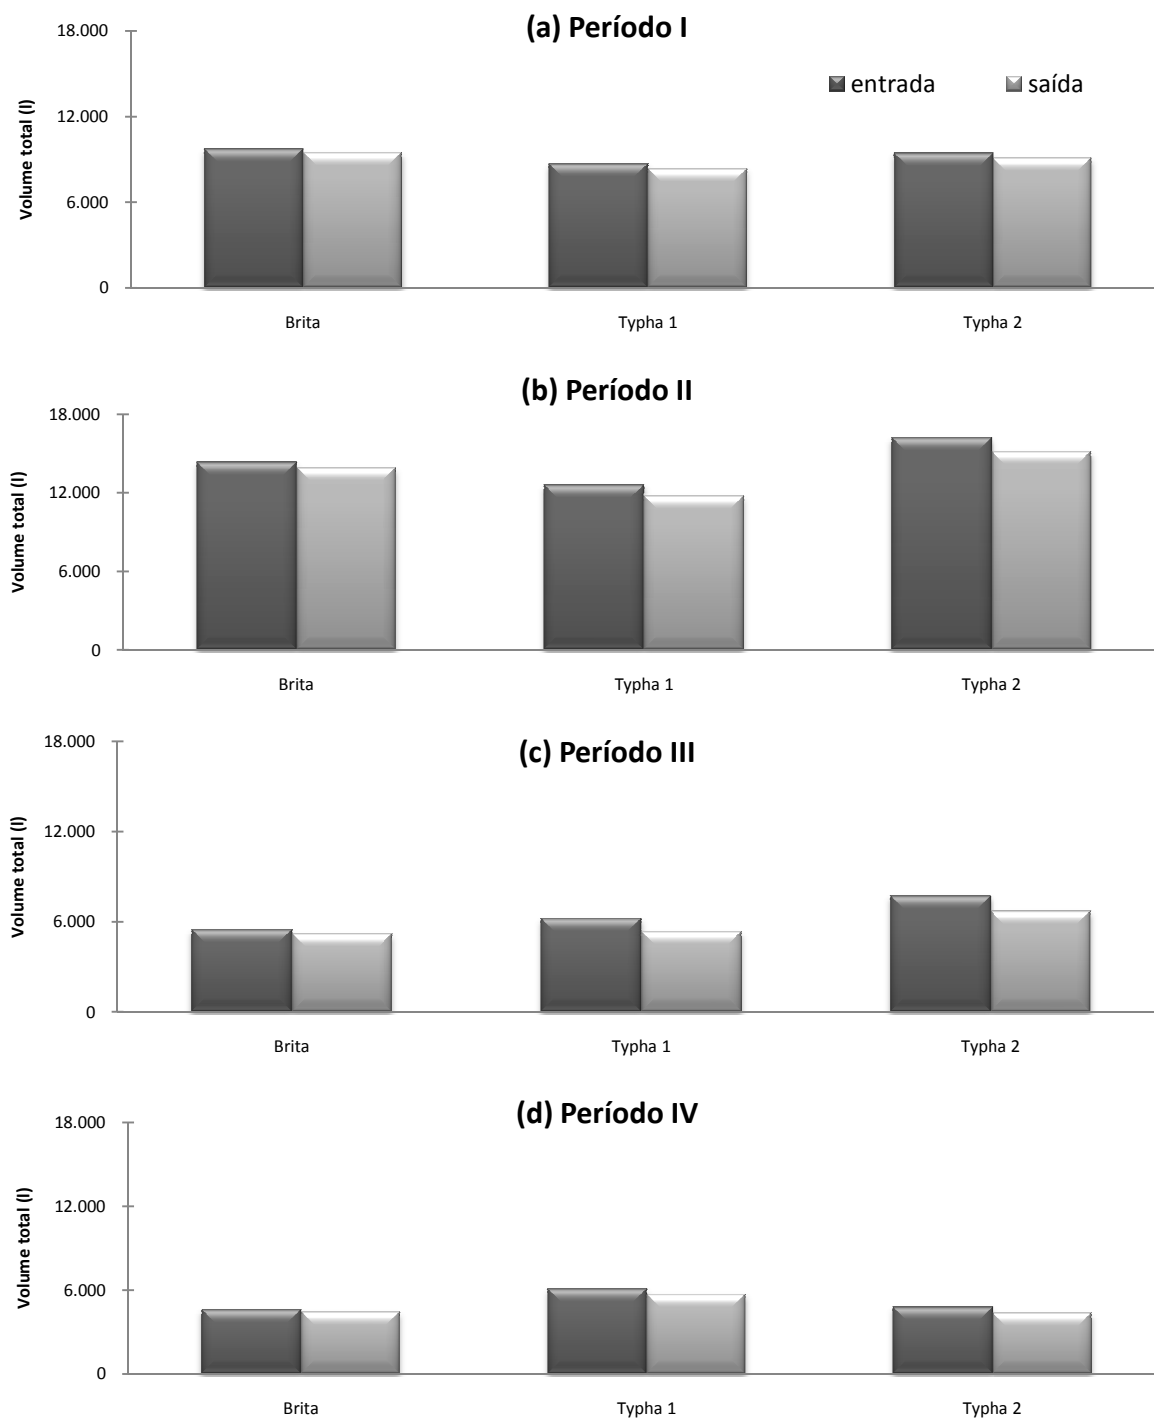 (a) Período I
18.000
12.000
6.000
0
Volume total (l)
entrada
saída
Brita
Typha 1
Typha 2
(b) Período II
18.000
12.000
6.000
0
Volume total (l)
Brita
Typha 1
Typha 2
(c) Período III
18.000
12.000
6.000
0
Volume total (l)
Brita
Typha 1
Typha 2
(d) Período IV
18.000
12.000
6.000
0
Volume total (l)
Brita
Typha 1
Typha 2